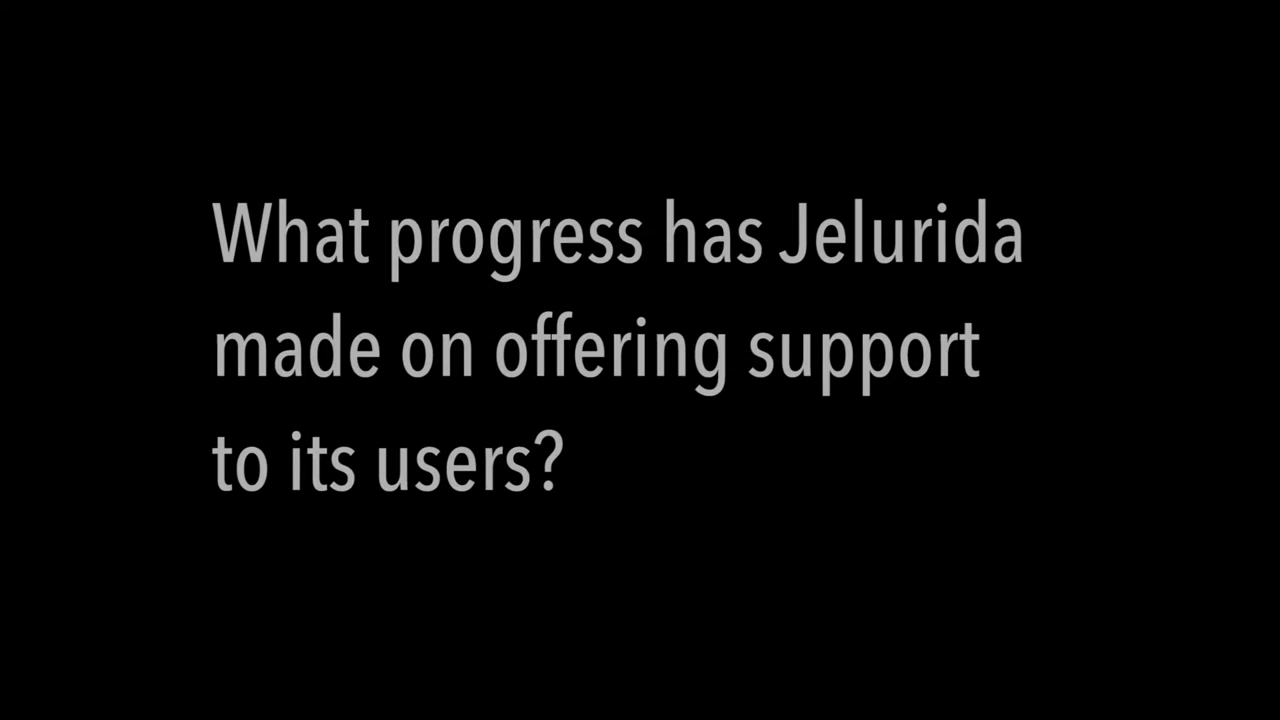 What progress has Jelurida
made on offering support
to its users?